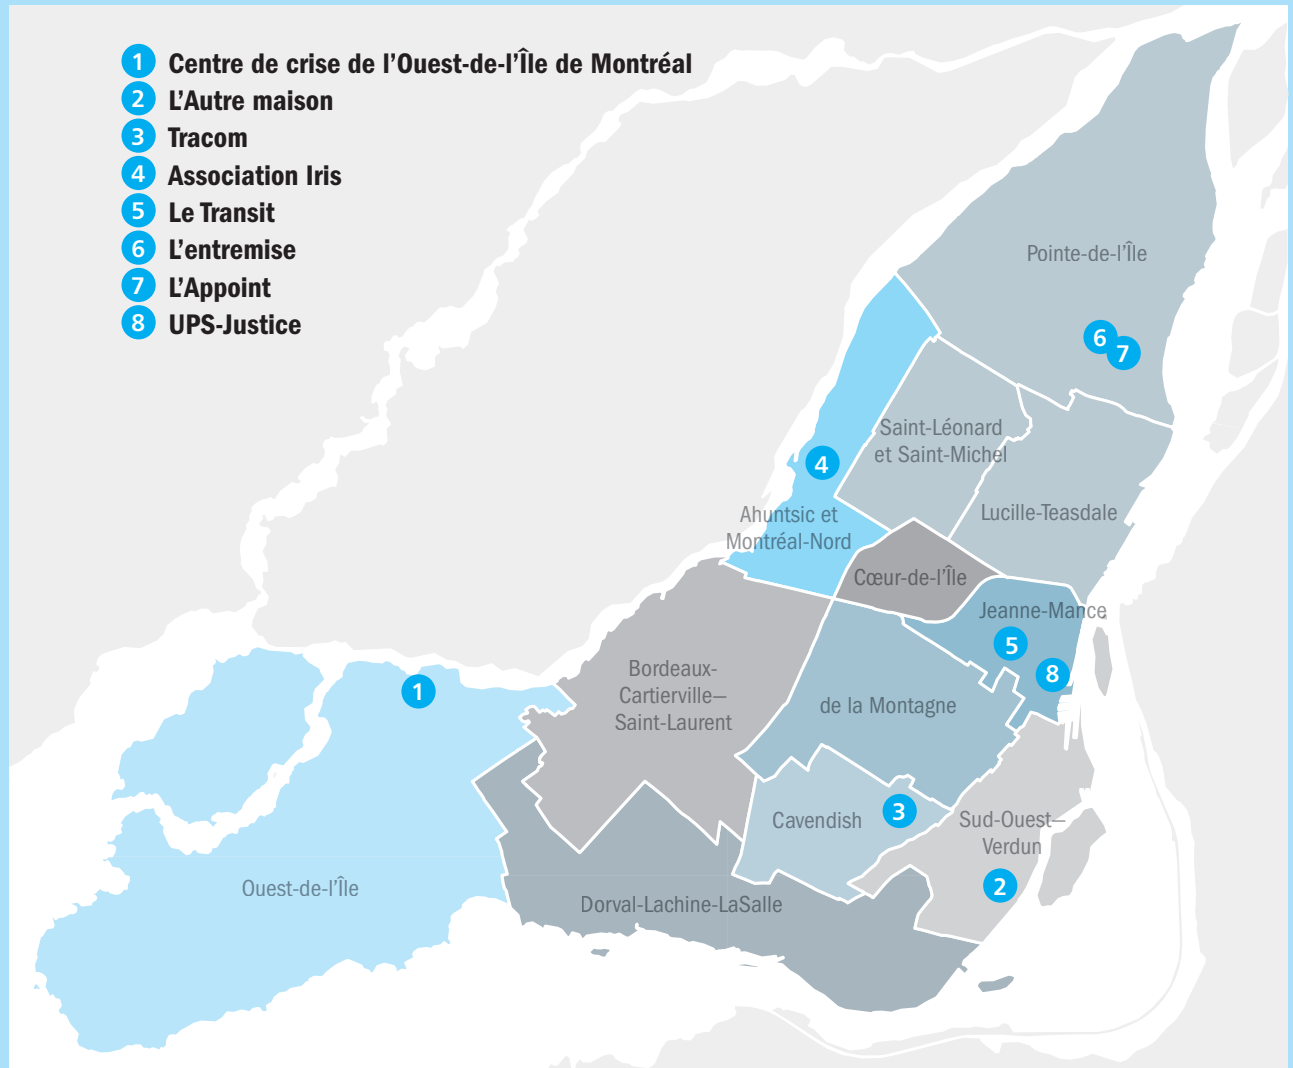 1 Centre de crise de l’Ouest-de-l’Île de Montréal
2 L’Autre maison
3 Tracom
4 Association Iris
5 Le Transit
6 L’entremise
7 L’Appoint
8 UPS-Justice
Pointe-de-l’Île
6
7
Saint-Léonard
et Saint-Michel
4
Lucille-Teasdale
Ahuntsic et
Montréal-Nord
Cœur-de-l’Île
Jeanne-Mance
5
8
1
Bordeaux-
Cartierville—
Saint-Laurent
de la Montagne
3
Cavendish
Sud-Ouest—
Verdun
2
Ouest-de-l’Île
Dorval-Lachine-LaSalle